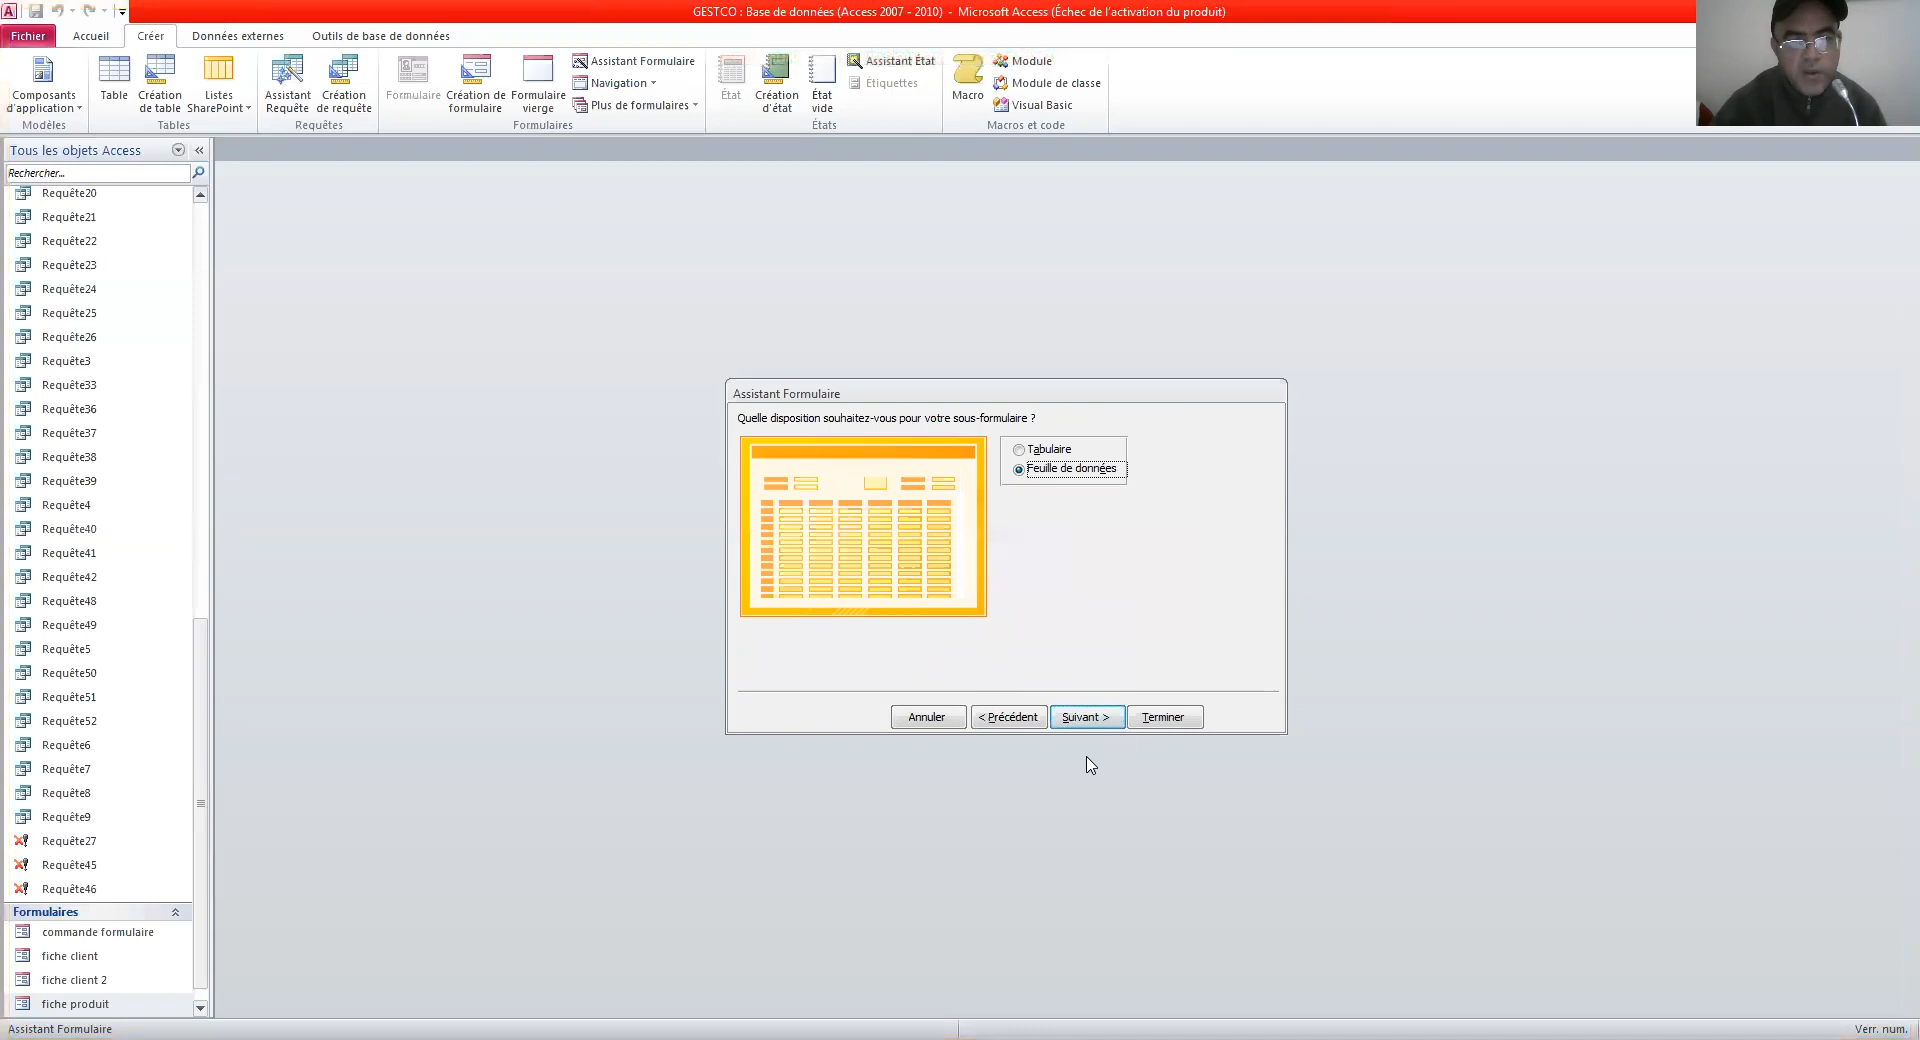 GESTCO : Base de données (Access 2007 - 2010) - Microsoft Access (Échec de l'activation du produit)
Fichier Accueil Créer Données externes Outils de base de données
Composants d'application
Modèles
Table
Création de table
Listes SharePoint
Tables
Assistant Requête
Création de requête
Requêtes
Formulaire
Création de formulaire
Formulaire vierge
Assistant Formulaire
Navigation
Plus de formulaires
Formulaires
État
Création d'état
État vide
Assistant État
Étiquettes
États
Macro
Module
Module de classe
Visual Basic
Macros et code
Tous les objets Access
Rechercher...
Requête20
Requête21
Requête22
Requête23
Requête24
Requête25
Requête26
Requête3
Requête33
Requête36
Requête37
Requête38
Requête39
Requête4
Requête40
Requête41
Requête42
Requête48
Requête49
Requête5
Requête50
Requête51
Requête52
Requête6
Requête7
Requête8
Requête9
Requête27
Requête45
Requête46
Formulaires
commande formulaire
fiche client
fiche client 2
fiche produit
Assistant Formulaire
Quelle disposition souhaitez-vous pour votre sous-formulaire ?
Tabulaire
Feuille de données
Annuler < Précédent Suivant > Terminer
Assistant Formulaire
Verr. num.